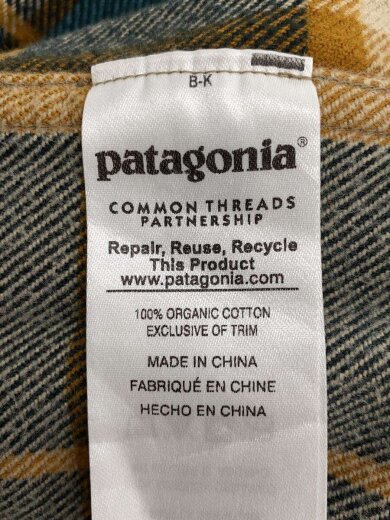 B-K
patagonia®
COMMON THREADS
PARTNERSHIP
Repair, Reuse, Recycle
This Product
www.patagonia.com
100% ORGANIC COTTON
EXCLUSIVE OF TRIM
MADE IN CHINA
FABRIQUÉ EN CHINE
HECHO EN CHINA